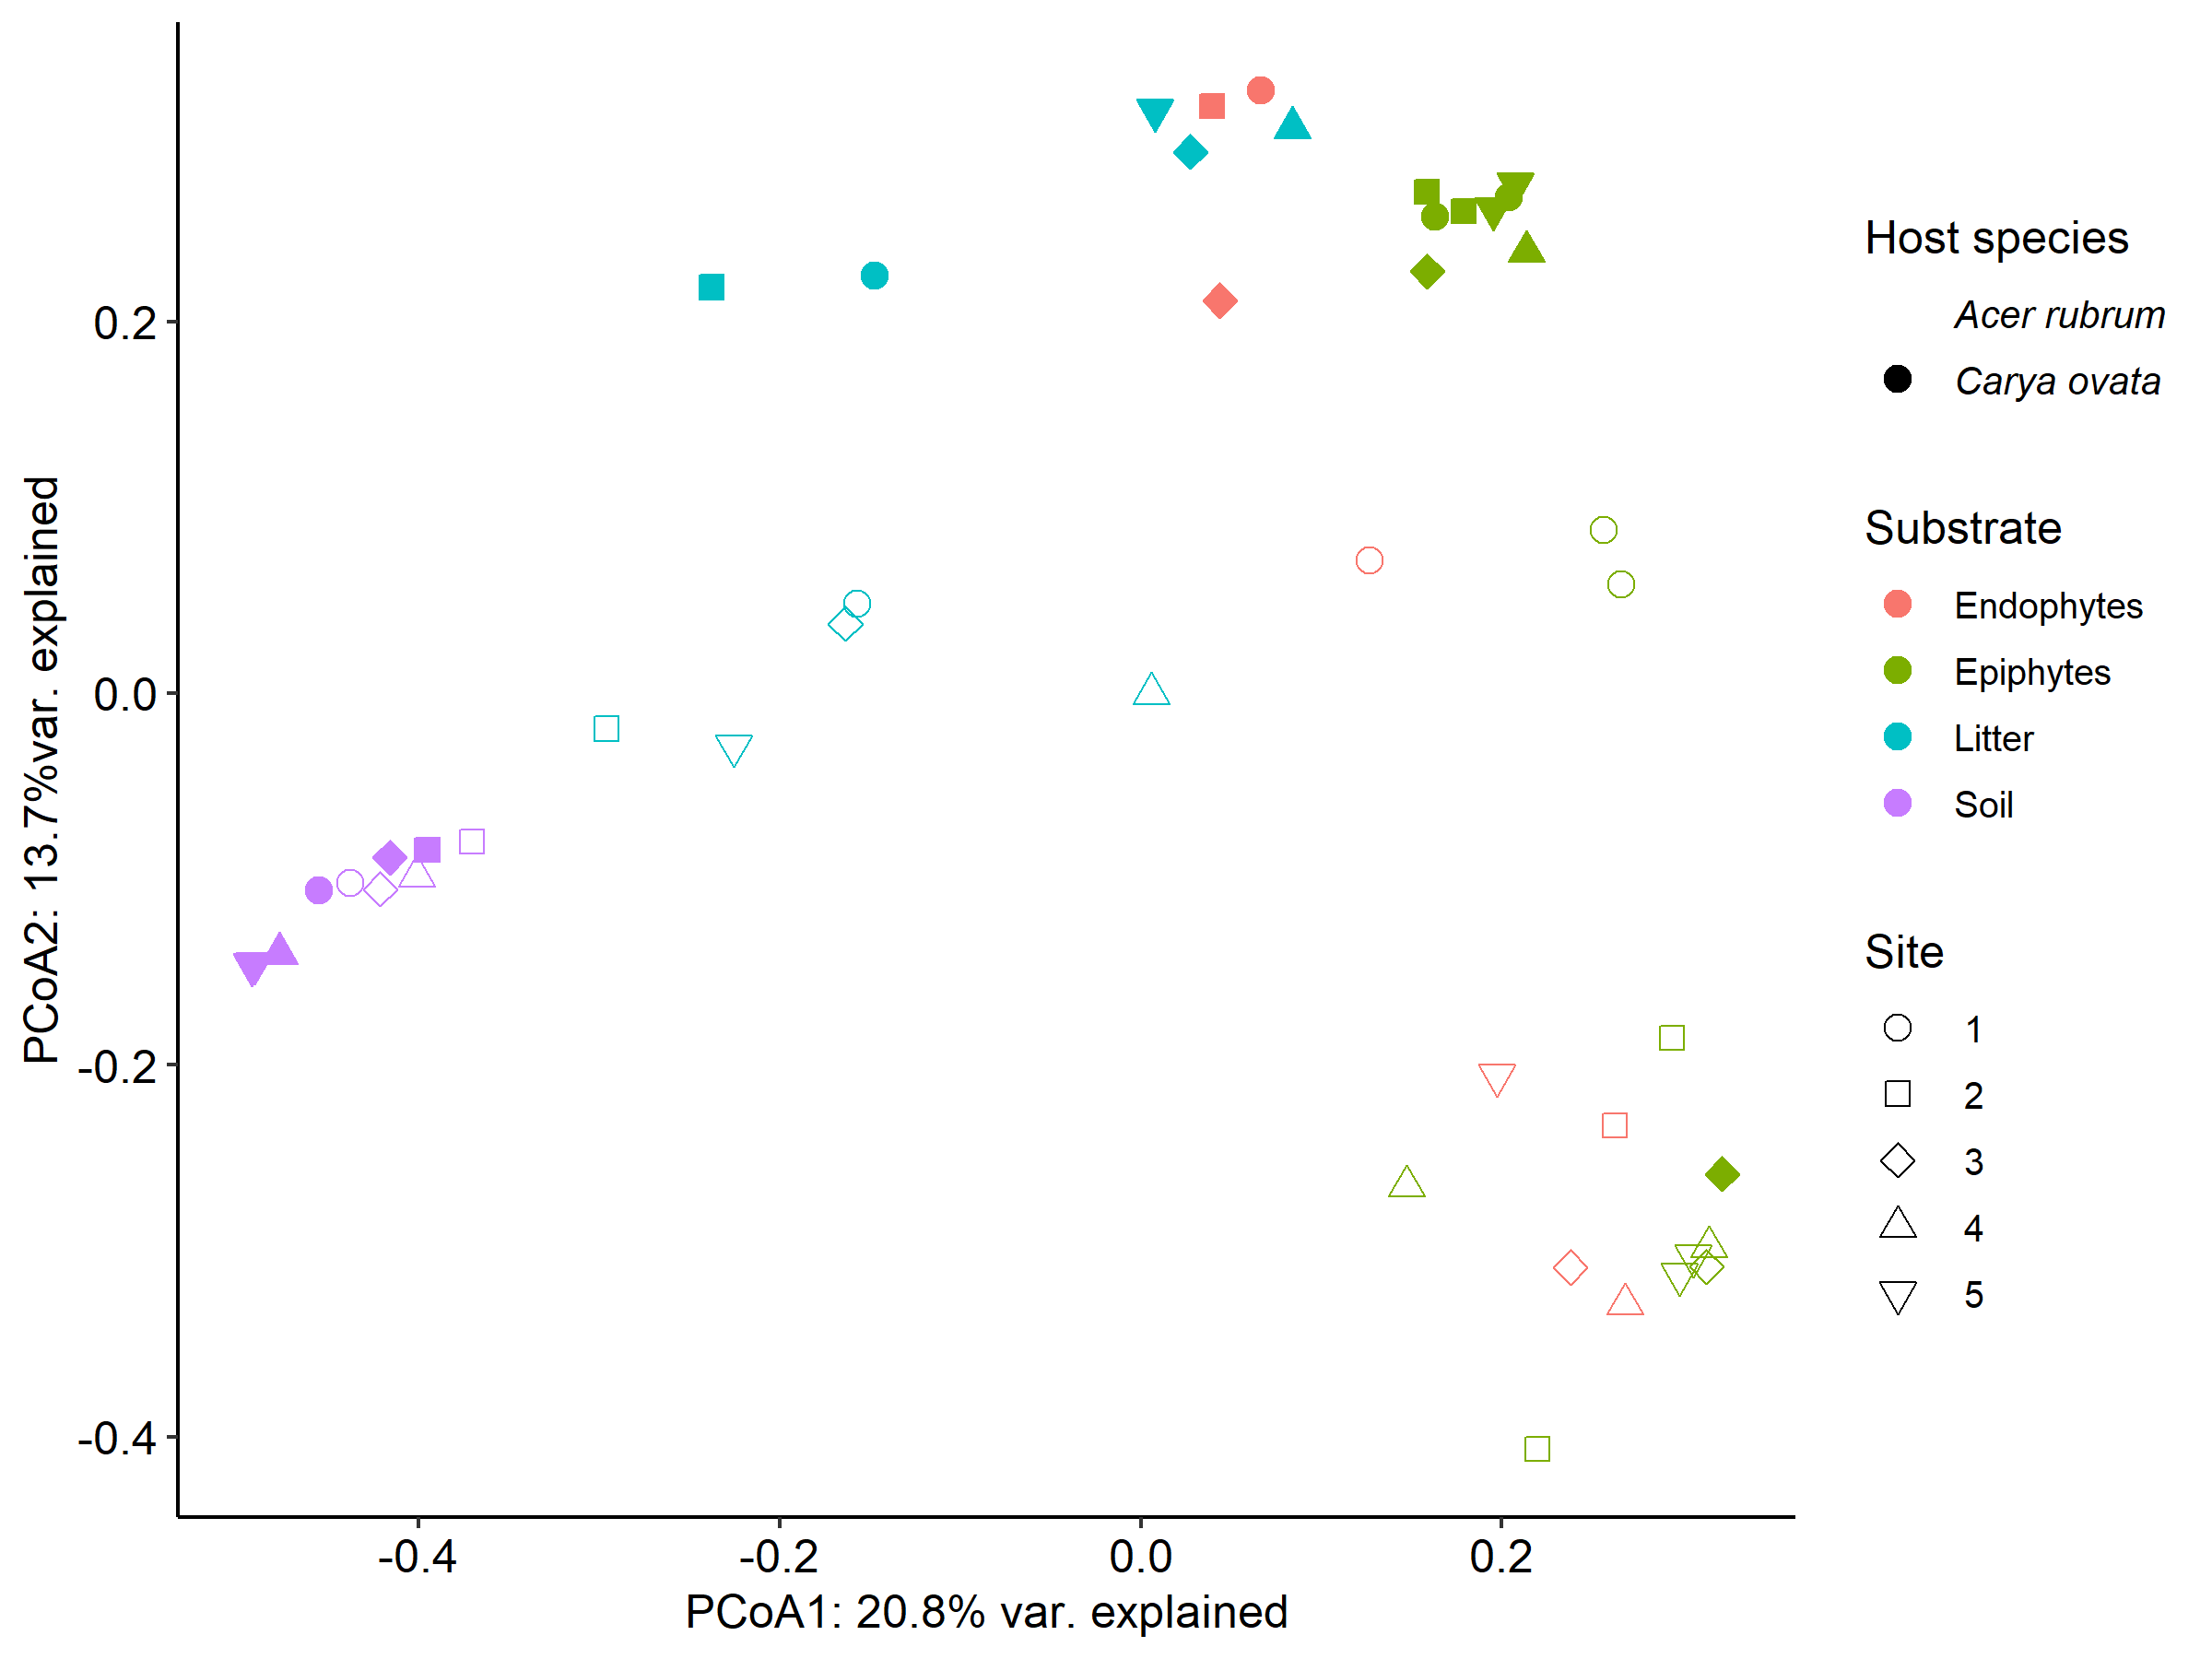 Host species
Acer rubrum
Carya ovata
Substrate
Endophytes
Epiphytes
Litter
Soil
Site
1
2
3
4
5
PCoA2: 13.7%var. explained
0.2
0.0
-0.2
-0.4
-0.4
-0.2
0.0
0.2
PCoA1: 20.8% var. explained